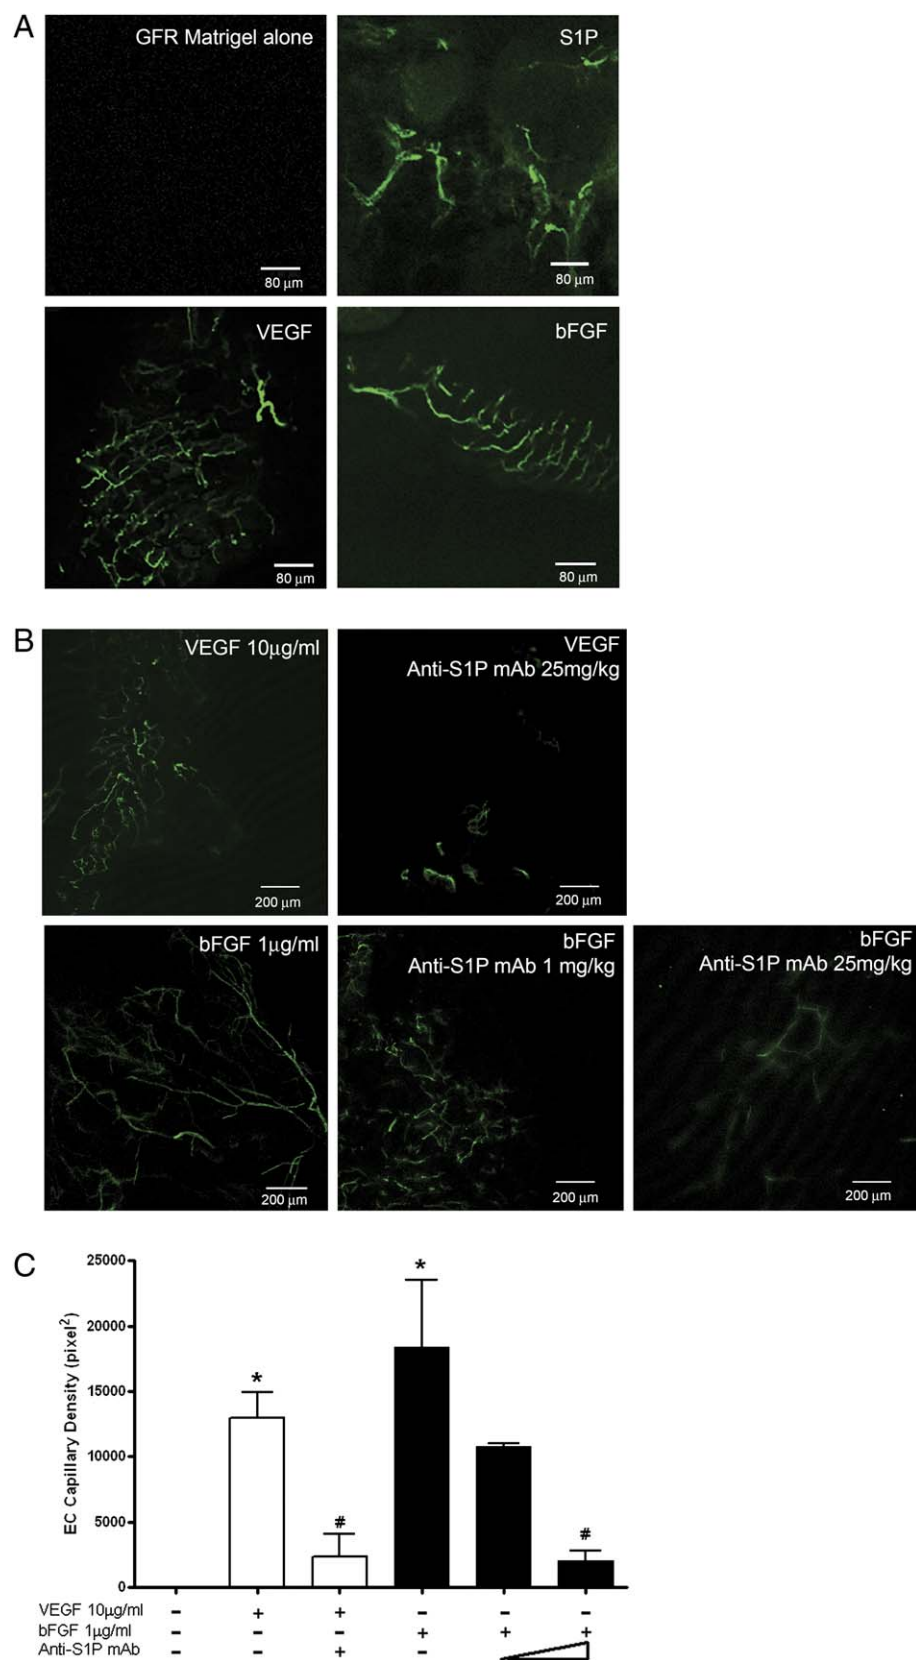 A
GFR Matrigel alone
80 µm
S1P
80 µm
VEGF
80 µm
bFGF
80 µm
B
VEGF 10µg/ml
200 µm
VEGF
Anti-S1P mAb 25mg/kg
200 µm
bFGF 1µg/ml
200 µm
bFGF
Anti-S1P mAb 1 mg/kg
200 µm
bFGF
Anti-S1P mAb 25mg/kg
200 µm
C
EC Capillary Density (pixel²)
25000
20000
15000
10000
5000
0
* # * #
VEGF 10µg/ml - + + - - -
bFGF 1µg/ml - - - + + +
Anti-S1P mAb - - + -